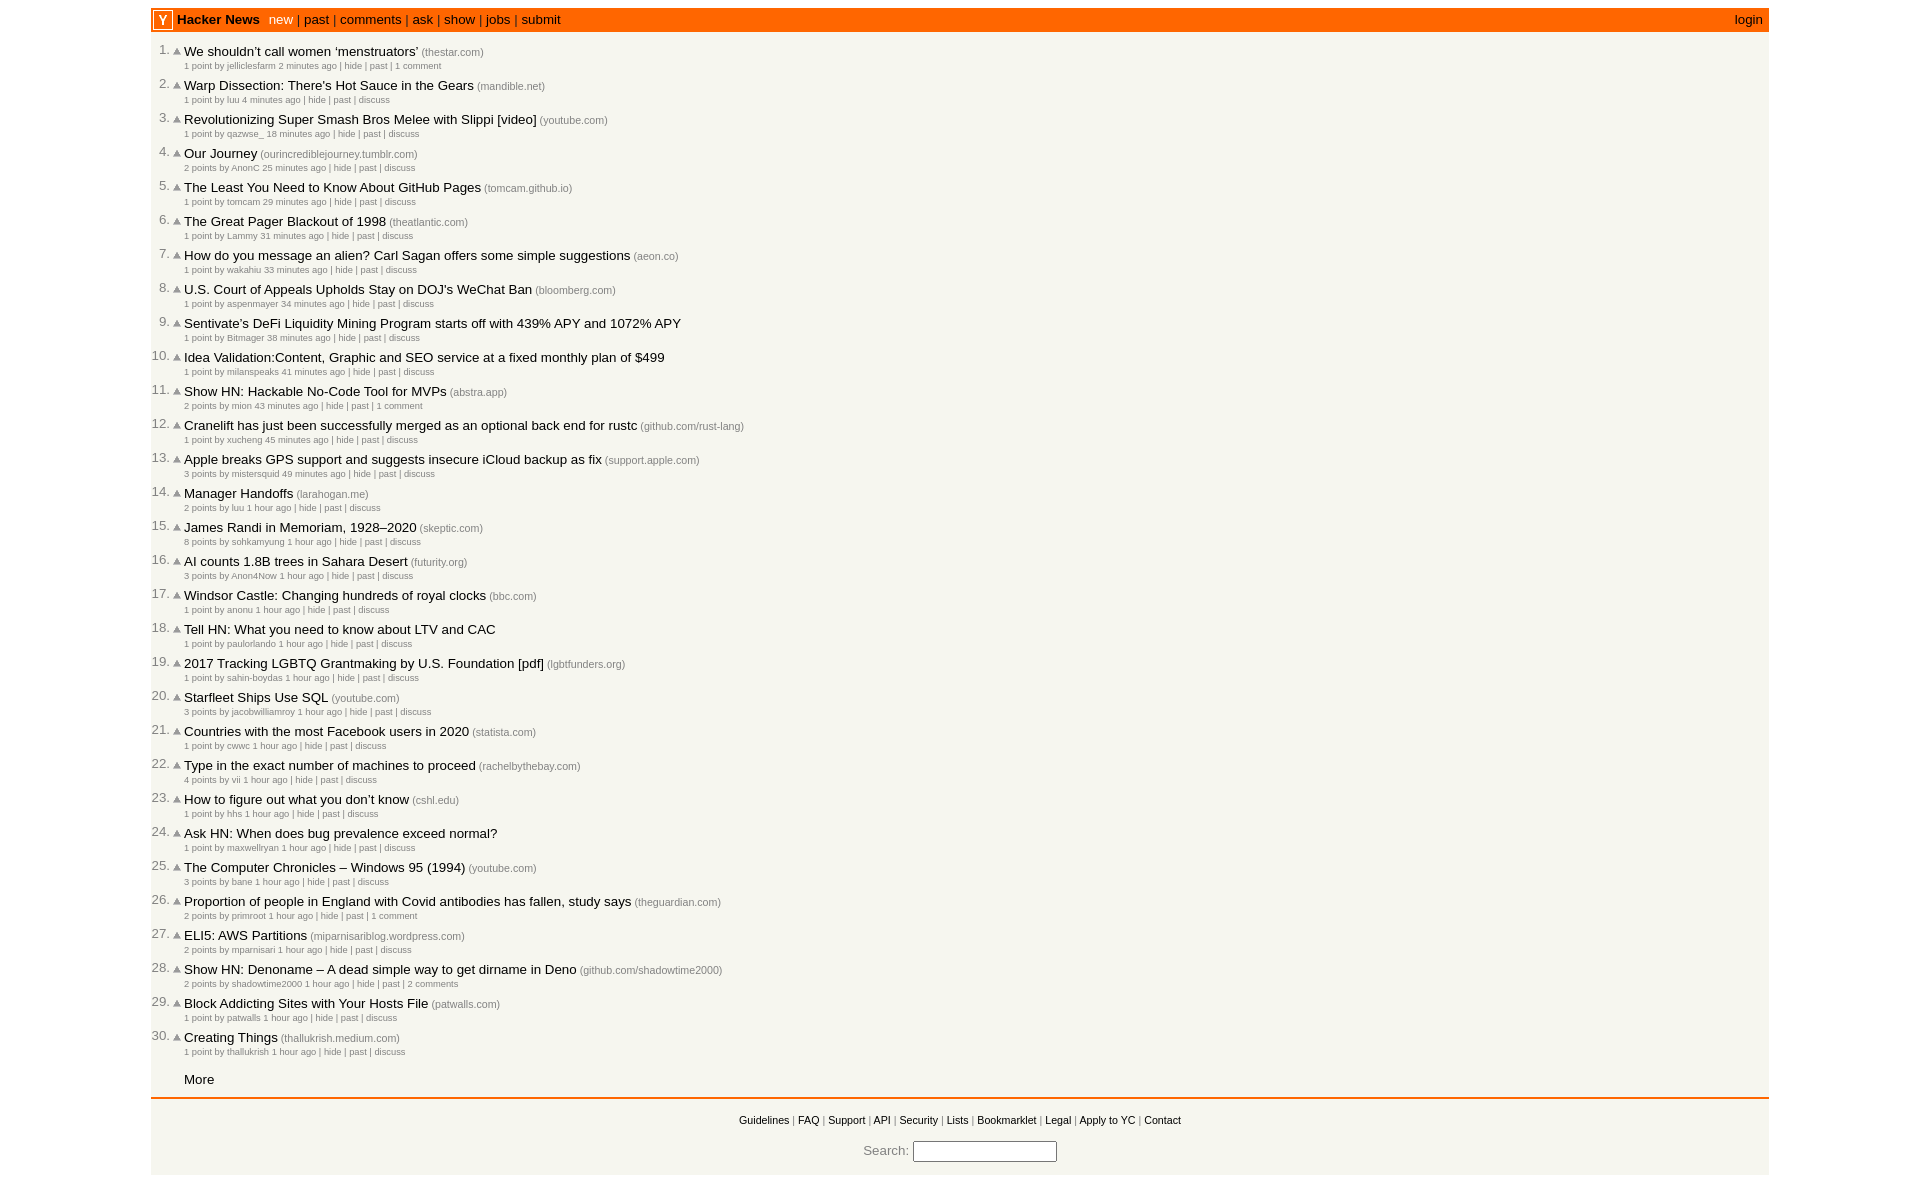 Y Hacker News new | past | comments | ask | show | jobs | submit login
1. We shouldn’t call women ‘menstruators’ (thestar.com)
1 point by jelliclesfarm 2 minutes ago | hide | past | 1 comment
2. Warp Dissection: There's Hot Sauce in the Gears (mandible.net)
1 point by luu 4 minutes ago | hide | past | discuss
3. Revolutionizing Super Smash Bros Melee with Slippi [video] (youtube.com)
1 point by qazwse_ 18 minutes ago | hide | past | discuss
4. Our Journey (ourincrediblejourney.tumblr.com)
2 points by AnonC 25 minutes ago | hide | past | discuss
5. The Least You Need to Know About GitHub Pages (tomcam.github.io)
1 point by tomcam 29 minutes ago | hide | past | discuss
6. The Great Pager Blackout of 1998 (theatlantic.com)
1 point by Lammy 31 minutes ago | hide | past | discuss
7. How do you message an alien? Carl Sagan offers some simple suggestions (aeon.co)
1 point by wakahiu 33 minutes ago | hide | past | discuss
8. U.S. Court of Appeals Upholds Stay on DOJ's WeChat Ban (bloomberg.com)
1 point by aspenmayer 34 minutes ago | hide | past | discuss
9. Sentivate’s DeFi Liquidity Mining Program starts off with 439% APY and 1072% APY
1 point by Bitmager 38 minutes ago | hide | past | discuss
10. Idea Validation:Content, Graphic and SEO service at a fixed monthly plan of $499
1 point by milanspeaks 41 minutes ago | hide | past | discuss
11. Show HN: Hackable No-Code Tool for MVPs (abstra.app)
2 points by mion 43 minutes ago | hide | past | 1 comment
12. Cranelift has just been successfully merged as an optional back end for rustc (github.com/rust-lang)
1 point by xucheng 45 minutes ago | hide | past | discuss
13. Apple breaks GPS support and suggests insecure iCloud backup as fix (support.apple.com)
3 points by mistersquid 49 minutes ago | hide | past | discuss
14. Manager Handoffs (larahogan.me)
2 points by luu 1 hour ago | hide | past | discuss
15. James Randi in Memoriam, 1928–2020 (skeptic.com)
8 points by sohkamyung 1 hour ago | hide | past | discuss
16. AI counts 1.8B trees in Sahara Desert (futurity.org)
3 points by Anon4Now 1 hour ago | hide | past | discuss
17. Windsor Castle: Changing hundreds of royal clocks (bbc.com)
1 point by anonu 1 hour ago | hide | past | discuss
18. Tell HN: What you need to know about LTV and CAC
1 point by paulorlando 1 hour ago | hide | past | discuss
19. 2017 Tracking LGBTQ Grantmaking by U.S. Foundation [pdf] (lgbtfunders.org)
1 point by sahin-boydas 1 hour ago | hide | past | discuss
20. Starfleet Ships Use SQL (youtube.com)
3 points by jacobwilliamroy 1 hour ago | hide | past | discuss
21. Countries with the most Facebook users in 2020 (statista.com)
1 point by cwwc 1 hour ago | hide | past | discuss
22. Type in the exact number of machines to proceed (rachelbythebay.com)
4 points by vii 1 hour ago | hide | past | discuss
23. How to figure out what you don’t know (cshl.edu)
1 point by hhs 1 hour ago | hide | past | discuss
24. Ask HN: When does bug prevalence exceed normal?
1 point by maxwellryan 1 hour ago | hide | past | discuss
25. The Computer Chronicles – Windows 95 (1994) (youtube.com)
3 points by bane 1 hour ago | hide | past | discuss
26. Proportion of people in England with Covid antibodies has fallen, study says (theguardian.com)
2 points by primroot 1 hour ago | hide | past | 1 comment
27. ELI5: AWS Partitions (miparnisariblog.wordpress.com)
2 points by mparnisari 1 hour ago | hide | past | discuss
28. Show HN: Denoname – A dead simple way to get dirname in Deno (github.com/shadowtime2000)
2 points by shadowtime2000 1 hour ago | hide | past | 2 comments
29. Block Addicting Sites with Your Hosts File (patwalls.com)
1 point by patwalls 1 hour ago | hide | past | discuss
30. Creating Things (thallukrish.medium.com)
1 point by thallukrish 1 hour ago | hide | past | discuss
More
Guidelines | FAQ | Support | API | Security | Lists | Bookmarklet | Legal | Apply to YC | Contact
Search: